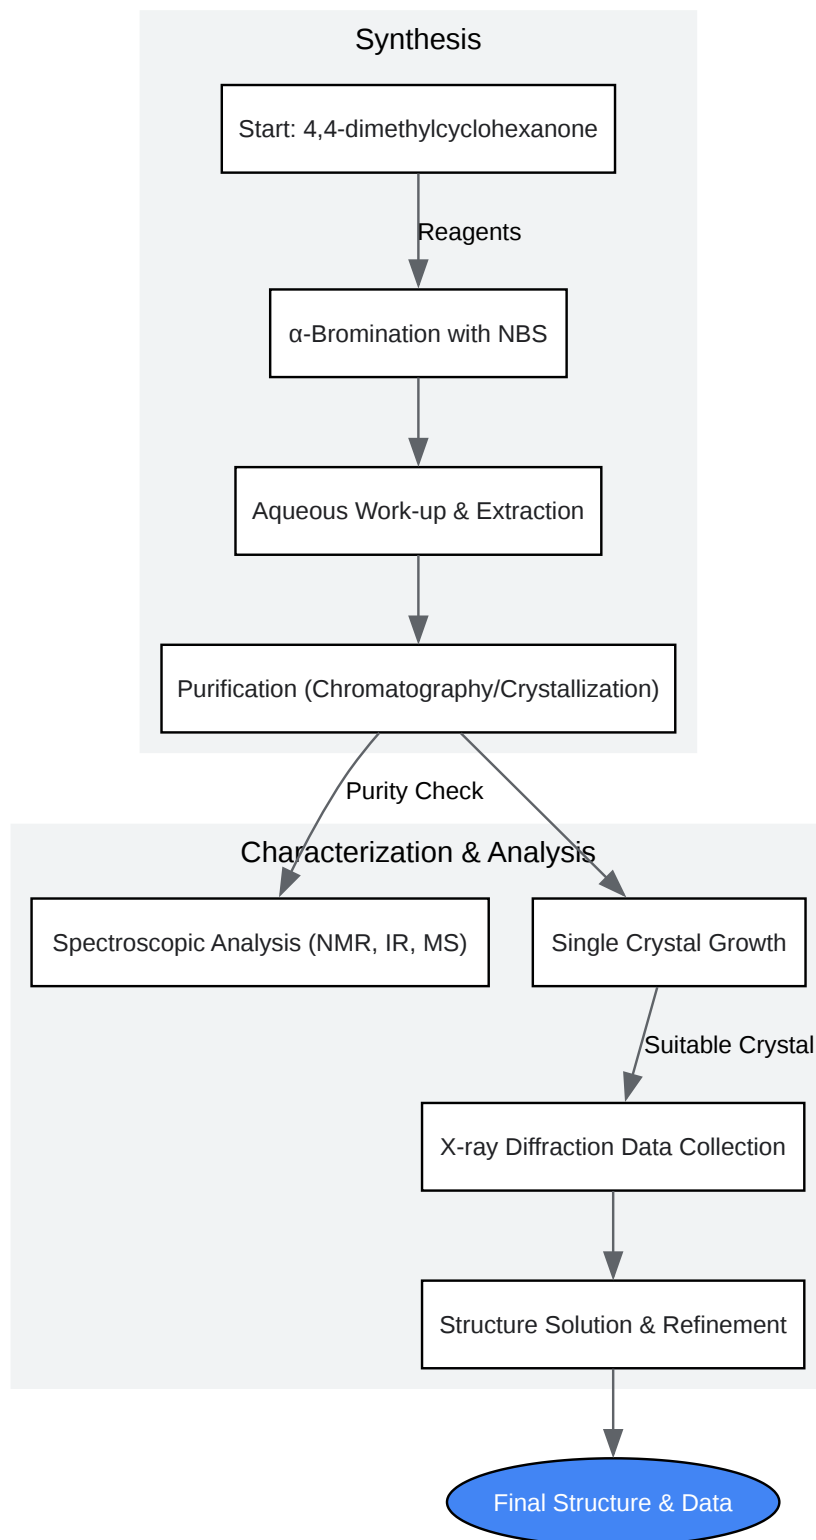 Synthesis
Start: 4,4-dimethylcyclohexanone
Reagents
α-Bromination with NBS
Aqueous Work-up & Extraction
Purification (Chromatography/Crystallization)
Purity Check
Characterization & Analysis
Spectroscopic Analysis (NMR, IR, MS)
Single Crystal Growth
Suitable Crystal
X-ray Diffraction Data Collection
Structure Solution & Refinement
Final Structure & Data